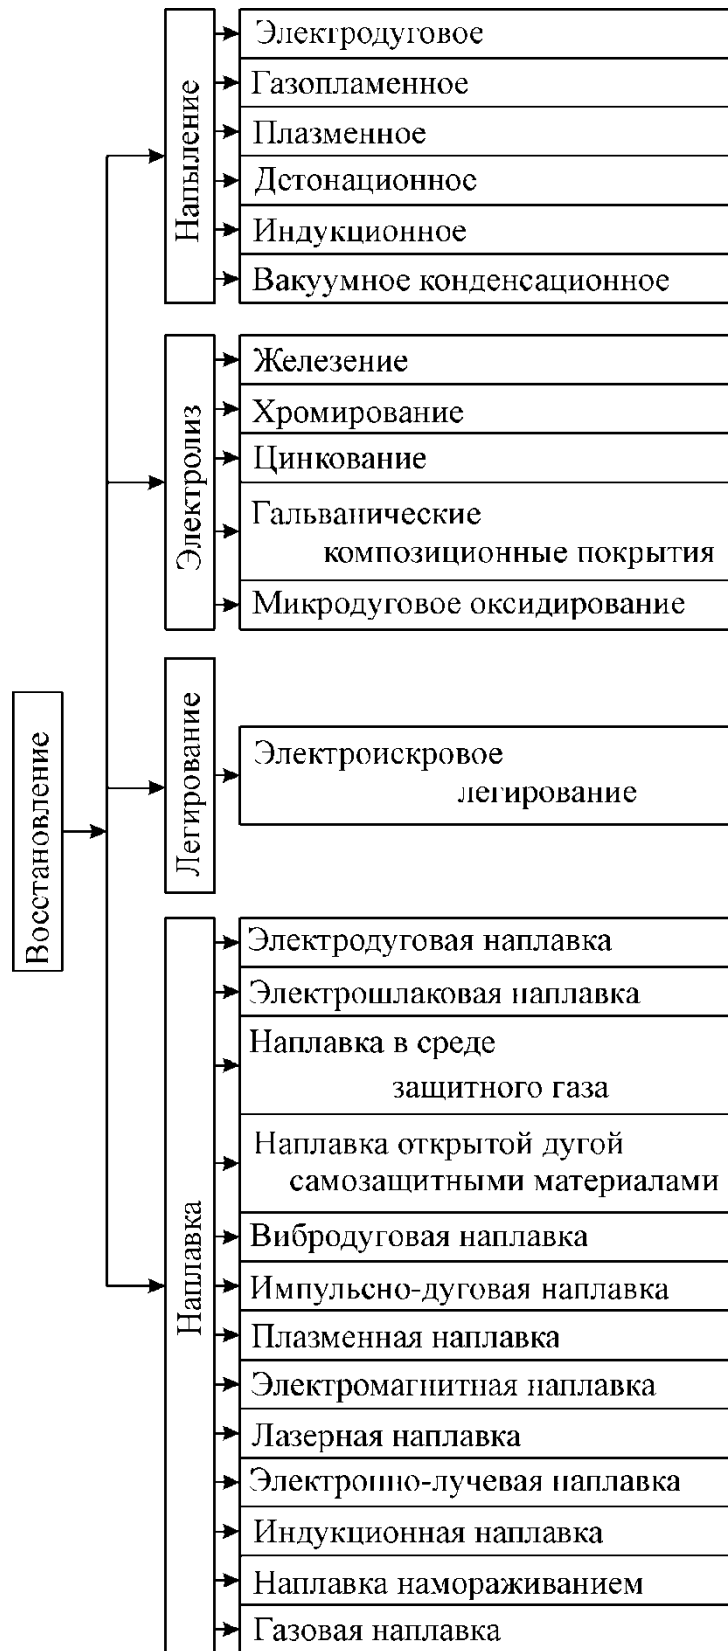 Восстановление
Напыление
Электродуговое
Газопламенное
Плазменное
Детонационное
Индукционное
Вакуумное конденсационное
Электролиз
Железение
Хромирование
Цинкование
Гальванические
композиционные покрытия
Микродуговое оксидирование
Легирование
Электроискровое
легирование
Наплавка
Электродуговая наплавка
Электрошлаковая наплавка
Наплавка в среде
защитного газа
Наплавка открытой дугой
самозащитными материалами
Вибродуговая наплавка
Импульсно-дуговая наплавка
Плазменная наплавка
Электромагнитная наплавка
Лазерная наплавка
Электронно-лучевая наплавка
Индукционная наплавка
Наплавка намораживанием
Газовая наплавка